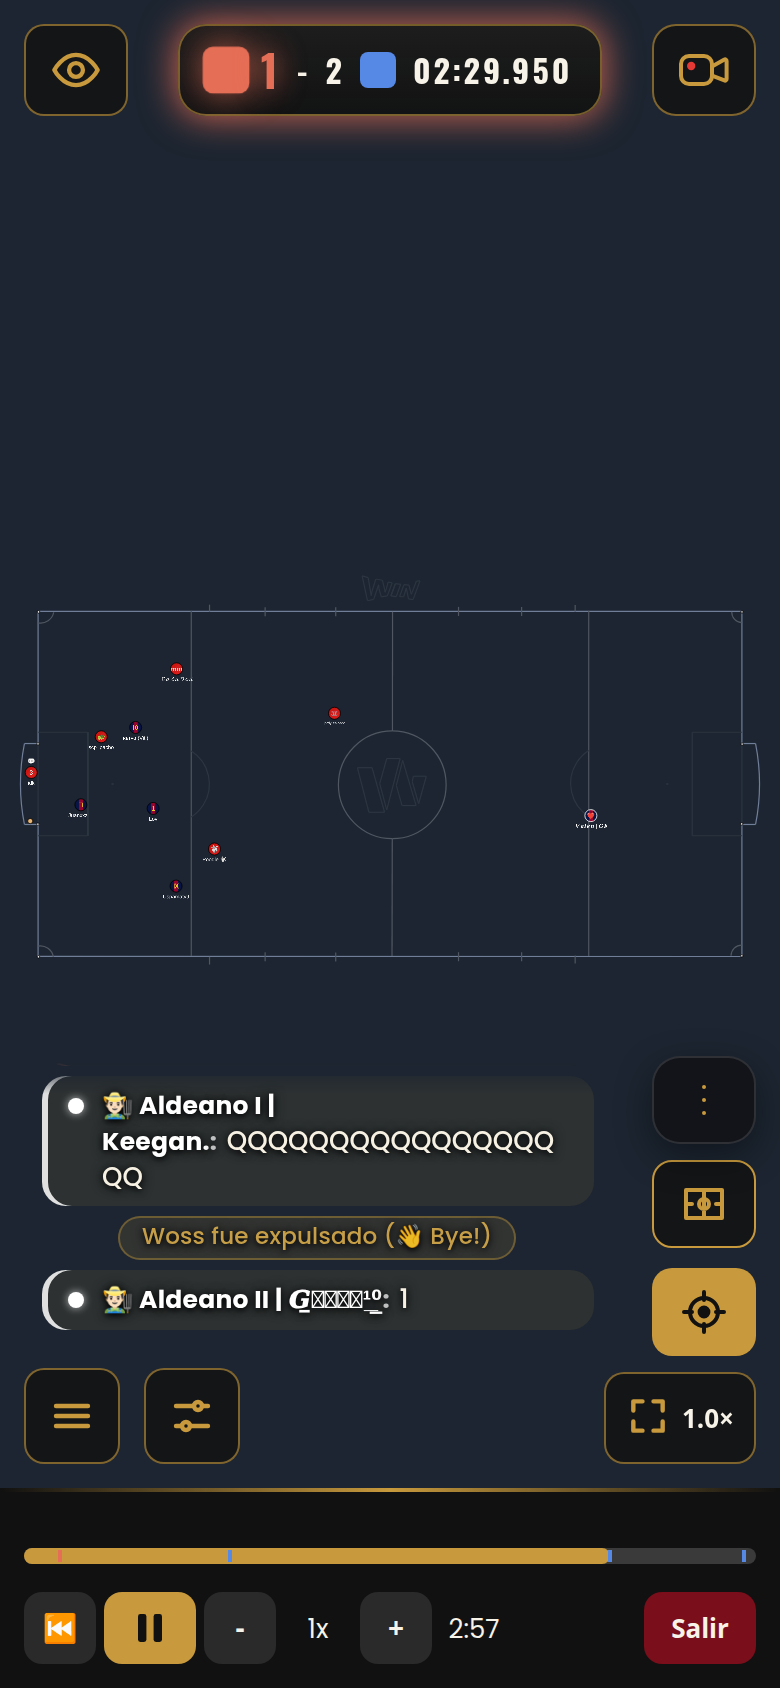 1 - 2 02:29.950
WIN
W
👨🏻‍🌾 Aldeano I |
Keegan.: QQQQQQQQQQQQQQQQ
QQ
Woss fue expulsado (👋 Bye!)
👨🏻‍🌾 Aldeano II | G
: 1
1.0×
⏪ - 1x + 2:57 Salir